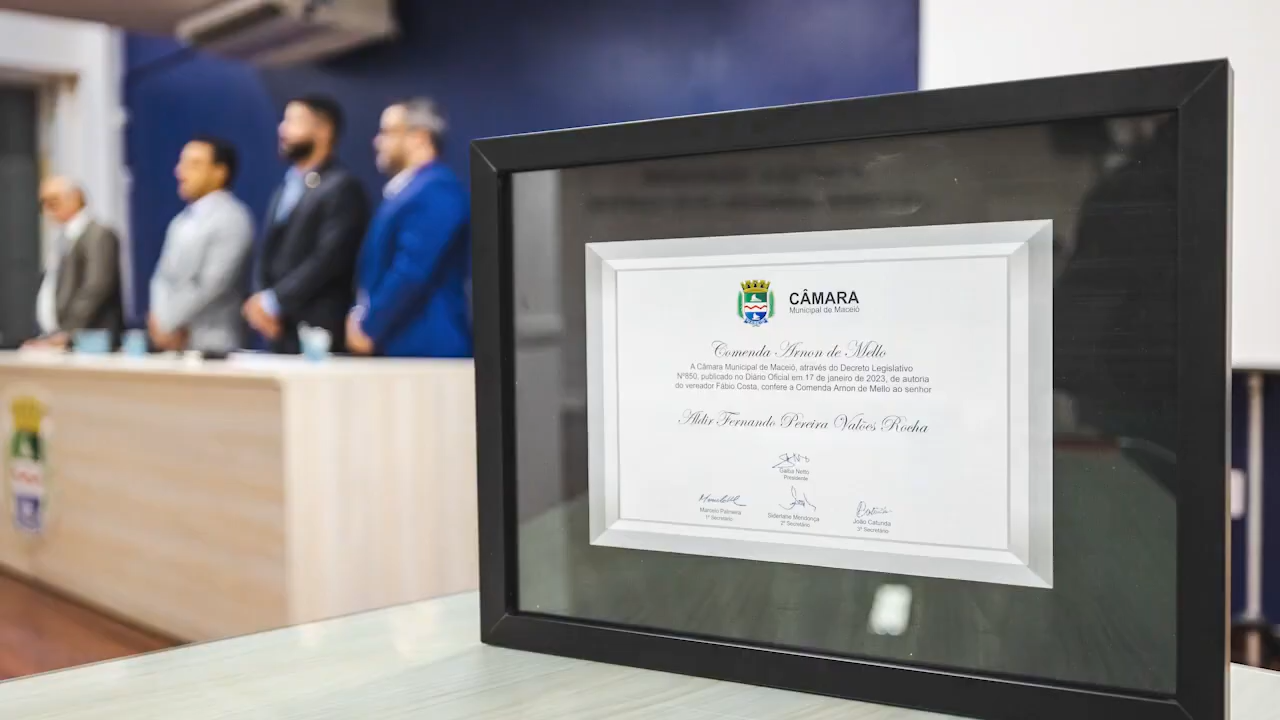 CÂMARA
Municipal de Maceió
Comenda Arnon de Mello
A Câmara Municipal de Maceió, através do Decreto Legislativo
Nº850, publicado no Diário Oficial em 17 de janeiro de 2023, de autoria
do vereador Fábio Costa, confere a Comenda Arnon de Mello ao senhor
Aldir Fernando Pereira Valões Rocha
Galba Netto
Presidente
Marcelo Palmeira
1º Secretário
Siderlane Mendonça
2º Secretário
João Catunda
3º Secretário